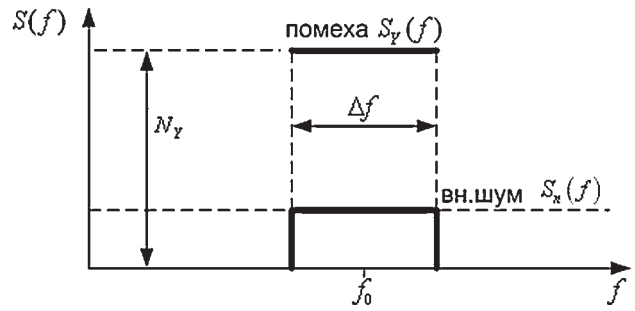 S(f)
помеха S_Y(f)
N_Y
Δf
вн.шум S_n(f)
f_0
f